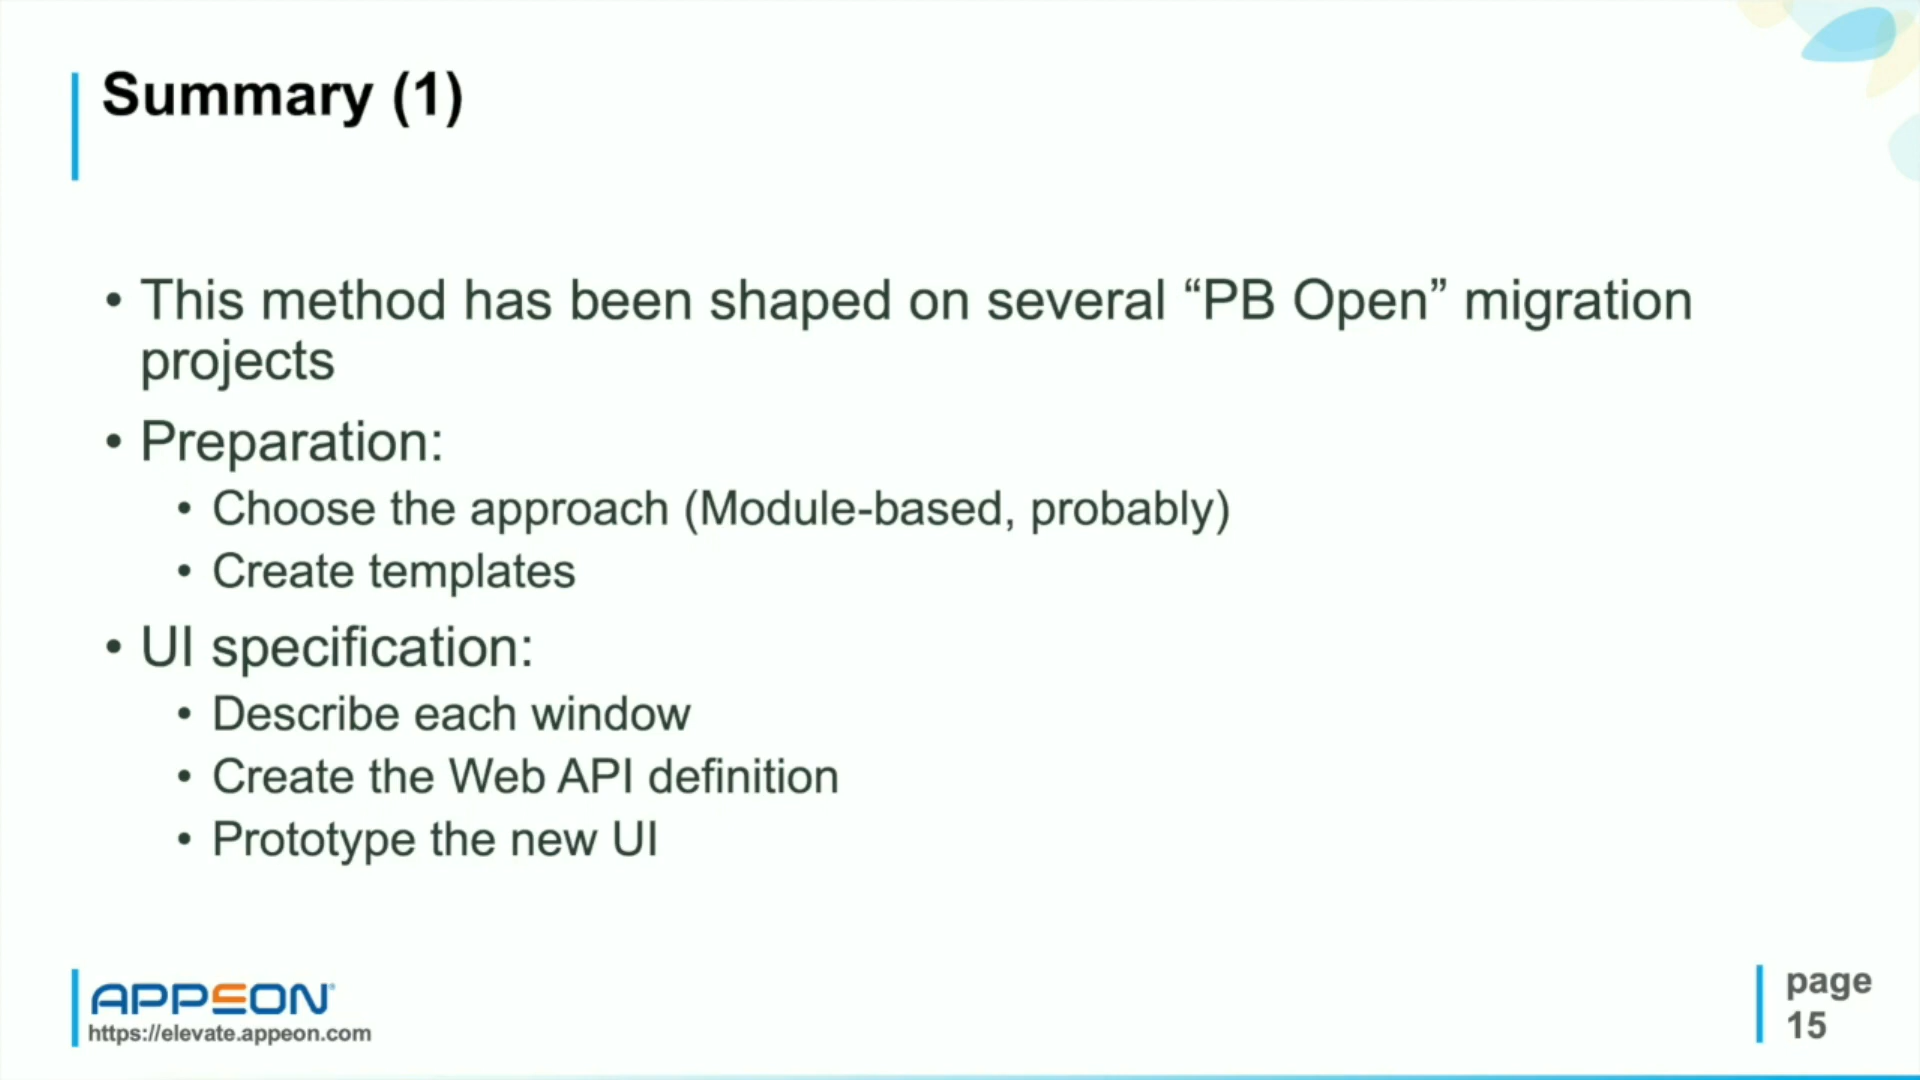 Summary (1)
• This method has been shaped on several “PB Open” migration
projects
• Preparation:
• Choose the approach (Module-based, probably)
• Create templates
• UI specification:
• Describe each window
• Create the Web API definition
• Prototype the new UI
APPEON®
https://elevate.appeon.com
page
15